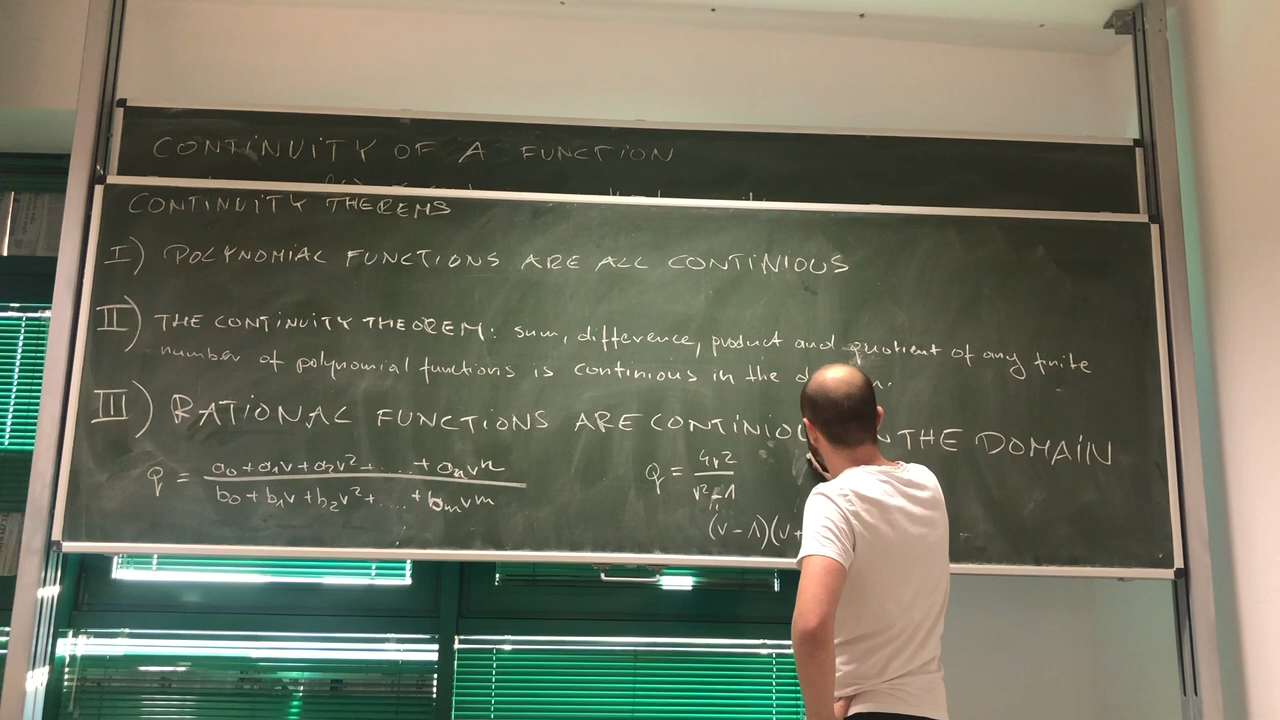 CONTINUITY OF A FUNCTION
CONTINUITY THEREMS
I) POLYNOMIAL FUNCTIONS ARE ALL CONTINIOUS
II) THE CONTINUITY THEOREM: sum, difference, product and quotient of any finite
number of polynomial functions is continious in the
III) RATIONAL FUNCTIONS ARE THE DOMAIN
q = a0+a1v+a2v²+....+anvn / b0+b1v+b2v²+....+bmvm
q = 4v2 / v²-1
(v-1)(v+